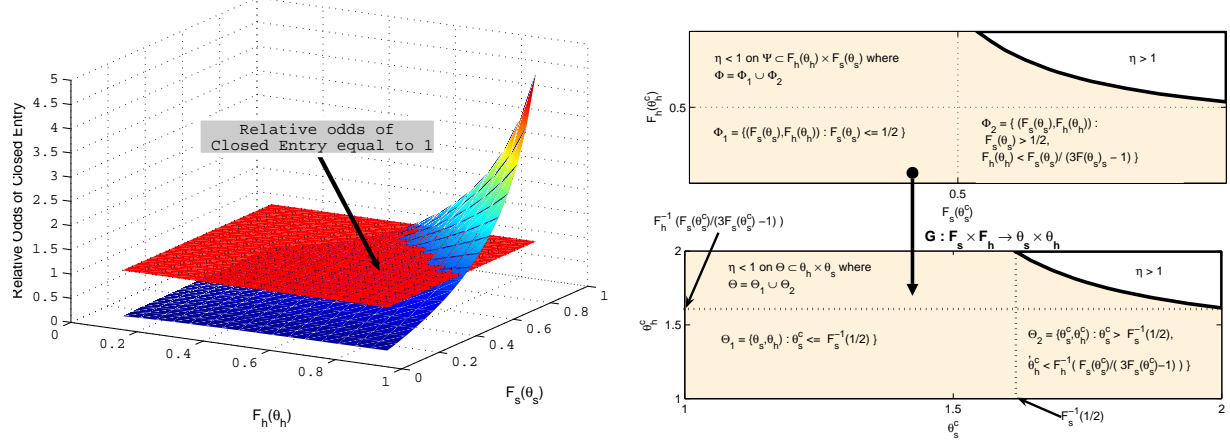 Relative Odds of Closed Entry
5
4.5
4
3.5
3
2.5
2
1.5
1
0.5
0
Relative odds of
Closed Entry equal to 1
0
0.2
0.4
0.6
0.8
1
F_h(θ_h)
0
0.2
0.4
0.6
0.8
1
F_s(θ_s)
η < 1 on Ψ ⊂ F_h(θ_h) × F_s(θ_s) where
Φ = Φ_1 ∪ Φ_2
η > 1
F_h(θ_h^c)
0.5
Φ_1 = {(F_s(θ_s),F_h(θ_h)) : F_s(θ_s) <= 1/2 }
Φ_2 = { (F_s(θ_s),F_h(θ_h)) :
F_s(θ_s) > 1/2,
F_h(θ_h) < F_s(θ_s)/ (3F(θ_s)_s − 1) }
0.5
F_s(θ_s^c)
F_h^{-1} (F_s(θ_s^c)/(3F_s(θ_s^c) −1) )
G : F_s × F_h → θ_s × θ_h
2
η < 1 on Θ ⊂ θ_h × θ_s where
Θ = Θ_1 ∪ Θ_2
η > 1
θ_h^c
1.5
Θ_1 = {θ_s,θ_h) : θ_s^c <= F_s^{-1}(1/2) }
Θ_2 = {θ_s^c,θ_h^c) : θ_s^c > F_s^{-1}(1/2),
, θ_h^c < F_h^{-1}( F_s(θ_s^c)/( 3F_s(θ_s^c)−1) ) }
1
1
1.5
2
θ_s^c
F_s^{-1}(1/2)